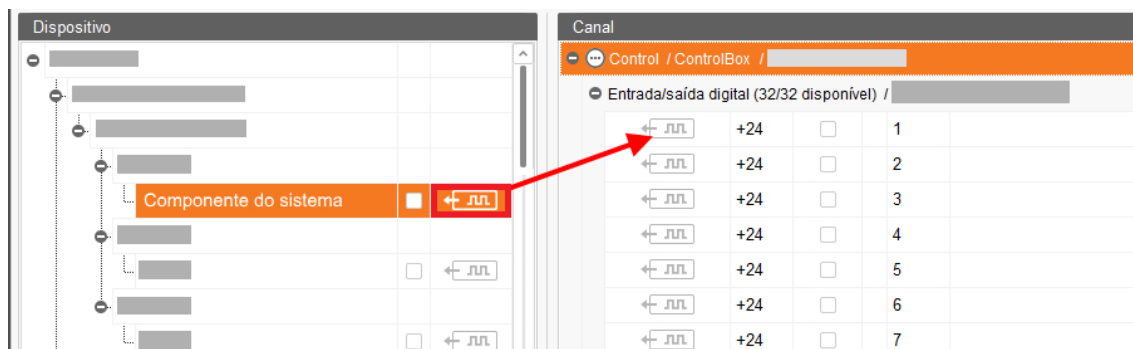 Dispositivo
Canal
Control / ControlBox /
Entrada/saída digital (32/32 disponível) /
Componente do sistema
+24 1
+24 2
+24 3
+24 4
+24 5
+24 6
+24 7